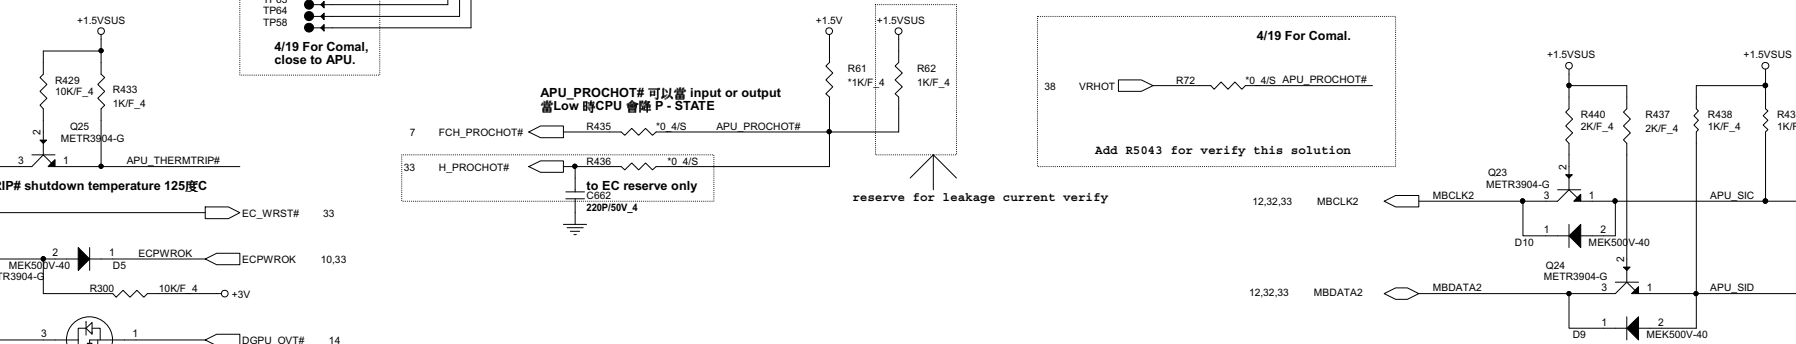 TP64
TP58
4/19 For Comal,
close to APU.
+1.5VSUS
R429
10K/F_4
R433
1K/F_4
2
Q25
METR3904-G
3
1
APU_THERMTRIP#
IP# shutdown temperature 125度C
EC_WRST# 33
2
1
MEK500V-40
D5
ECPWROK
ECPWROK 10,33
TR3904-G
R300
10K/F_4
+3V
3
1
DGPU_OVT# 14
+1.5V
+1.5VSUS
R61
*1K/F_4
R62
1K/F_4
APU_PROCHOT# 可以當 input or output
當Low 時CPU 會降 P - STATE
7 FCH_PROCHOT# R435 *0_4/S APU_PROCHOT#
33 H_PROCHOT# R436 *0_4/S
to EC reserve only
C662
220P/50V_4
reserve for leakage current verify
4/19 For Comal.
38 VRHOT R72 *0_4/S APU_PROCHOT#
Add R5043 for verify this solution
+1.5VSUS
+1.5VSUS
R440
2K/F_4
R437
2K/F_4
R438
1K/F_4
R43
1K/F
Q23
METR3904-G
2
12,32,33 MBCLK2 MBCLK2 3 1 APU_SIC
1 2
D10 MEK500V-40
2
Q24
METR3904-G
12,32,33 MBDATA2 MBDATA2 3 1 APU_SID
1 2
D9 MEK500V-40